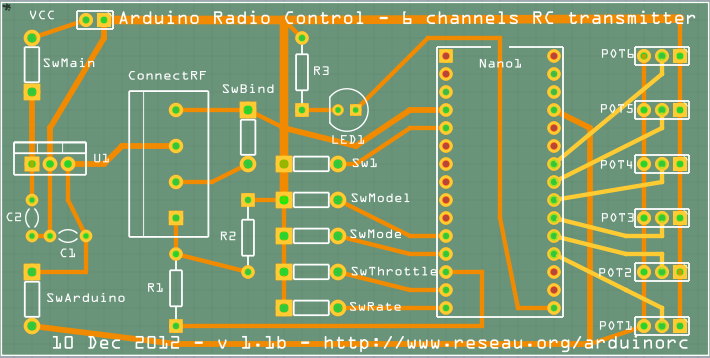 VCC
Arduino Radio Control - 6 channels RC transmitter
SwMain
ConnectRF
SwBind
R3
Nano1
POT6
POT5
LED1
U1
Sw1
POT4
SwModel
C2
R2
SwMode
POT3
C1
SwThrottle
POT2
SwArduino
R1
SwRate
POT1
10 Dec 2012 - v 1.1b - http://www.reseau.org/arduinorc